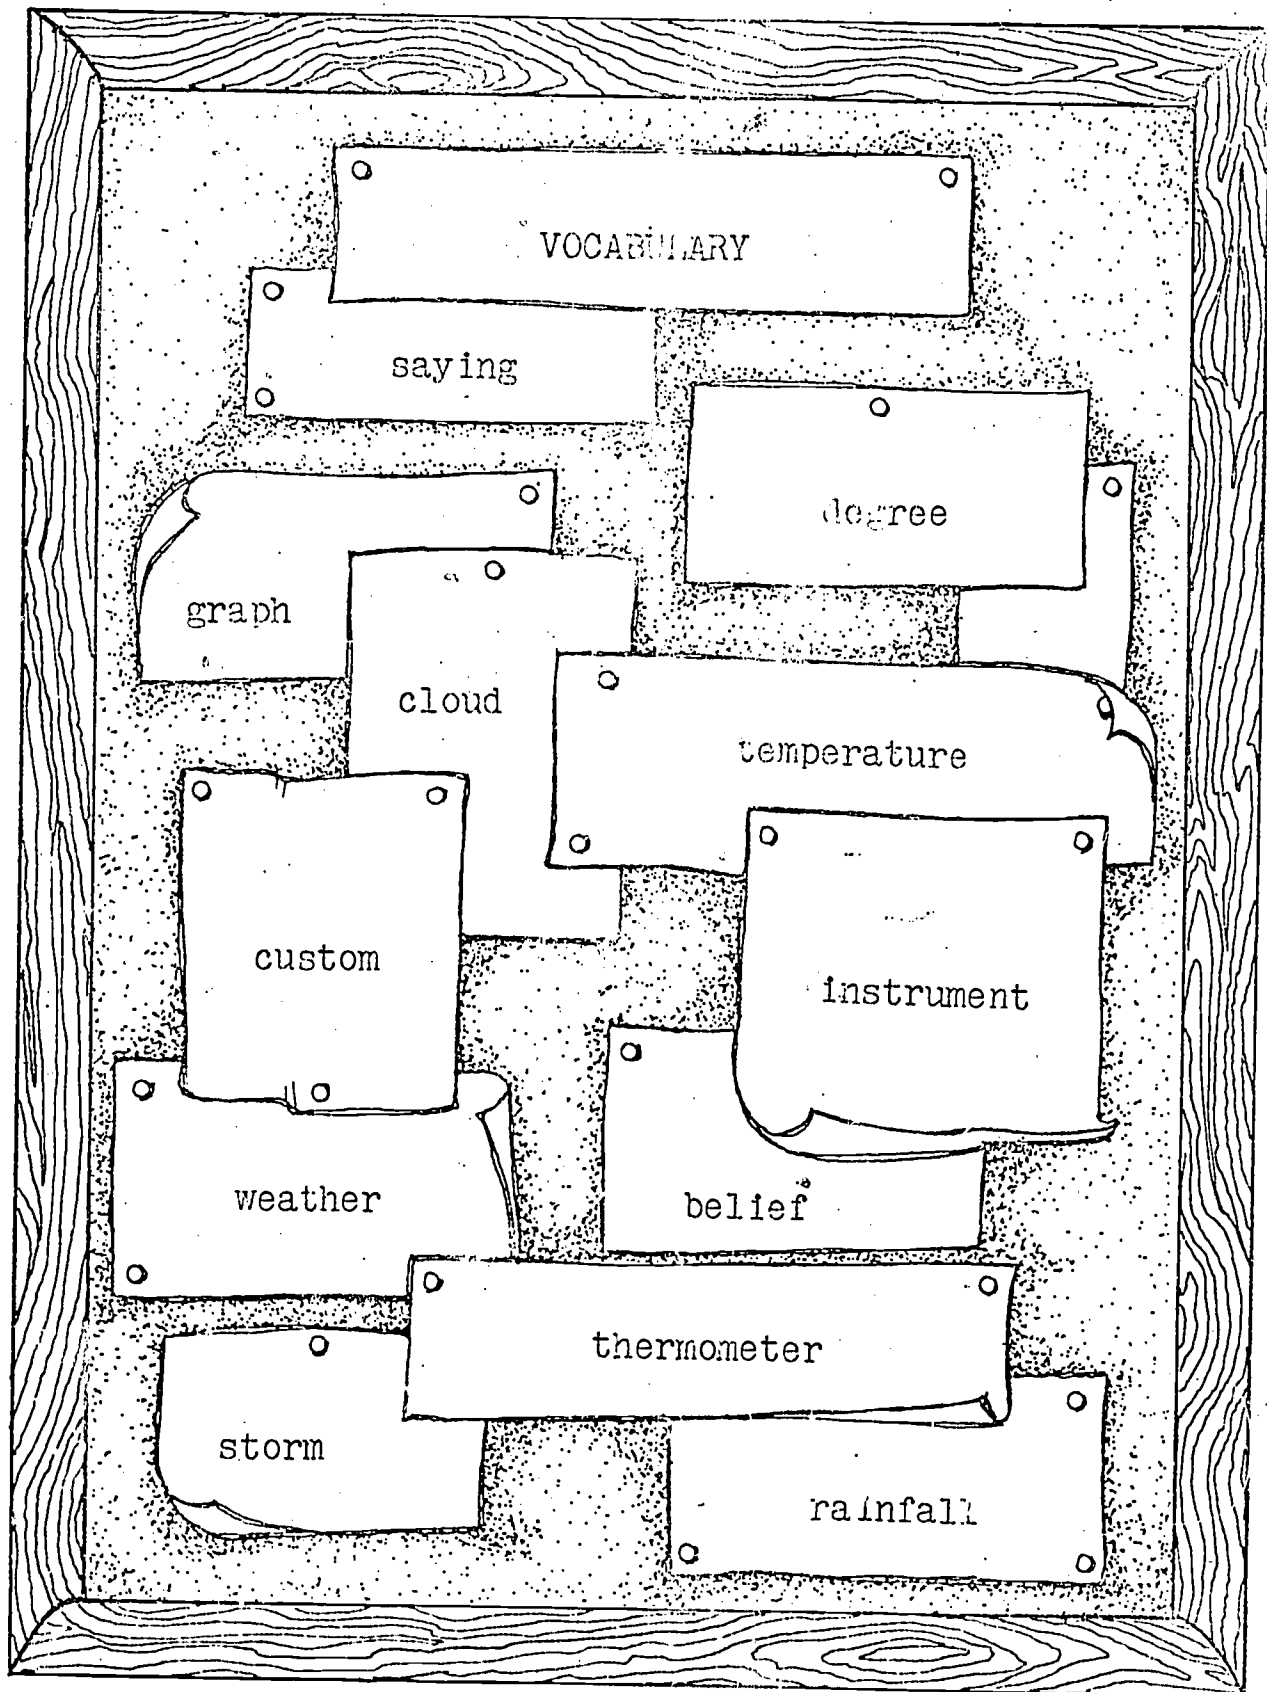 VOCABULARY
saying
degree
graph
cloud
temperature
custom
instrument
weather
belief
thermometer
storm
rainfall